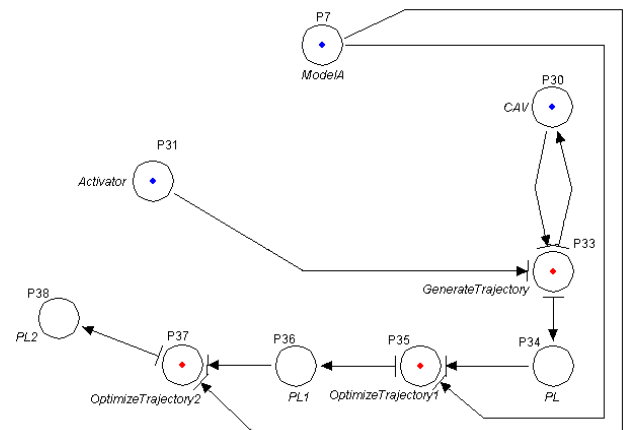 P7
ModelA
P30
CAV
P31
Activator
P33
GenerateTrajectory
P38
PL2
P37
OptimizeTrajectory2
P36
PL1
P35
OptimizeTrajectory1
P34
PL